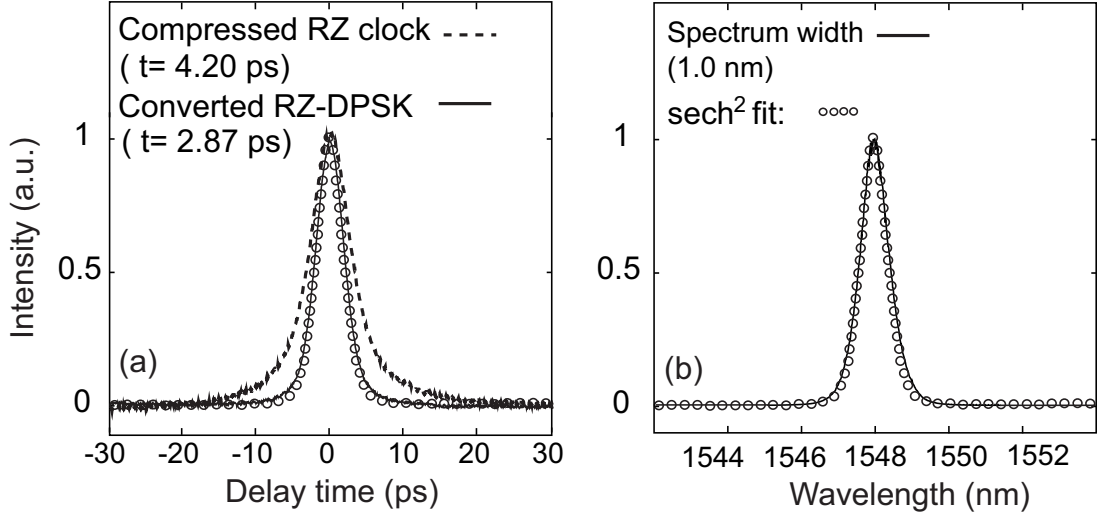 Compressed RZ clock
( t= 4.20 ps)
Converted RZ-DPSK
( t= 2.87 ps)
1
0.5
0
Intensity (a.u.)
(a)
-30 -20 -10 0 10 20 30
Delay time (ps)
Spectrum width
(1.0 nm)
sech² fit:
1
0.5
0
(b)
1544 1546 1548 1550 1552
Wavelength (nm)